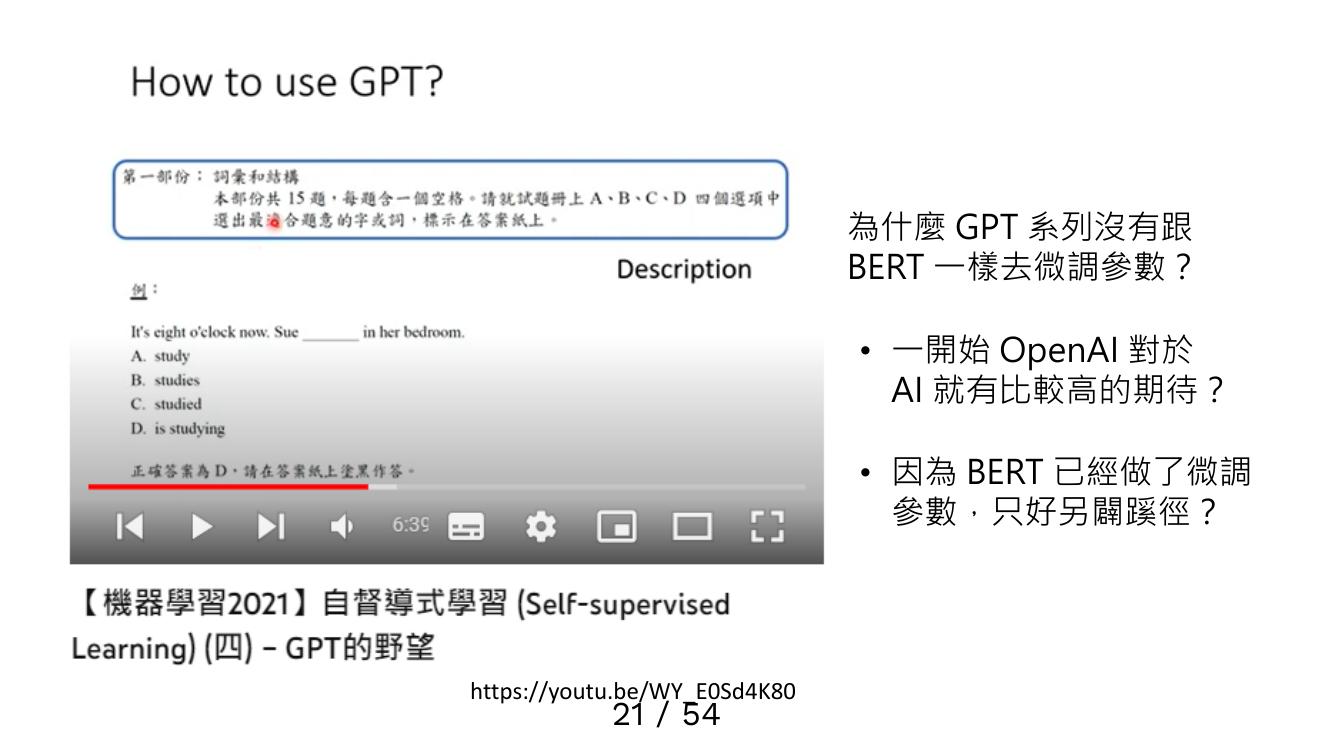 How to use GPT?
第一部份： 詞彙和結構
本部份共 15 題，每題含一個空格。請就試題冊上 A、B、C、D 四個選項中
選出最適合題意的字或詞，標示在答案紙上。
Description
例：
It's eight o'clock now. Sue _______ in her bedroom.
A. study
B. studies
C. studied
D. is studying
正確答案為 D，請在答案紙上塗黑作答。
6:39
【機器學習2021】自督導式學習 (Self-supervised
Learning) (四) – GPT的野望
為什麼 GPT 系列沒有跟
BERT 一樣去微調參數？
• 一開始 OpenAI 對於
AI 就有比較高的期待？
• 因為 BERT 已經做了微調
參數，只好另闢蹊徑？
https://youtu.be/WY_E0Sd4K80
21 / 54